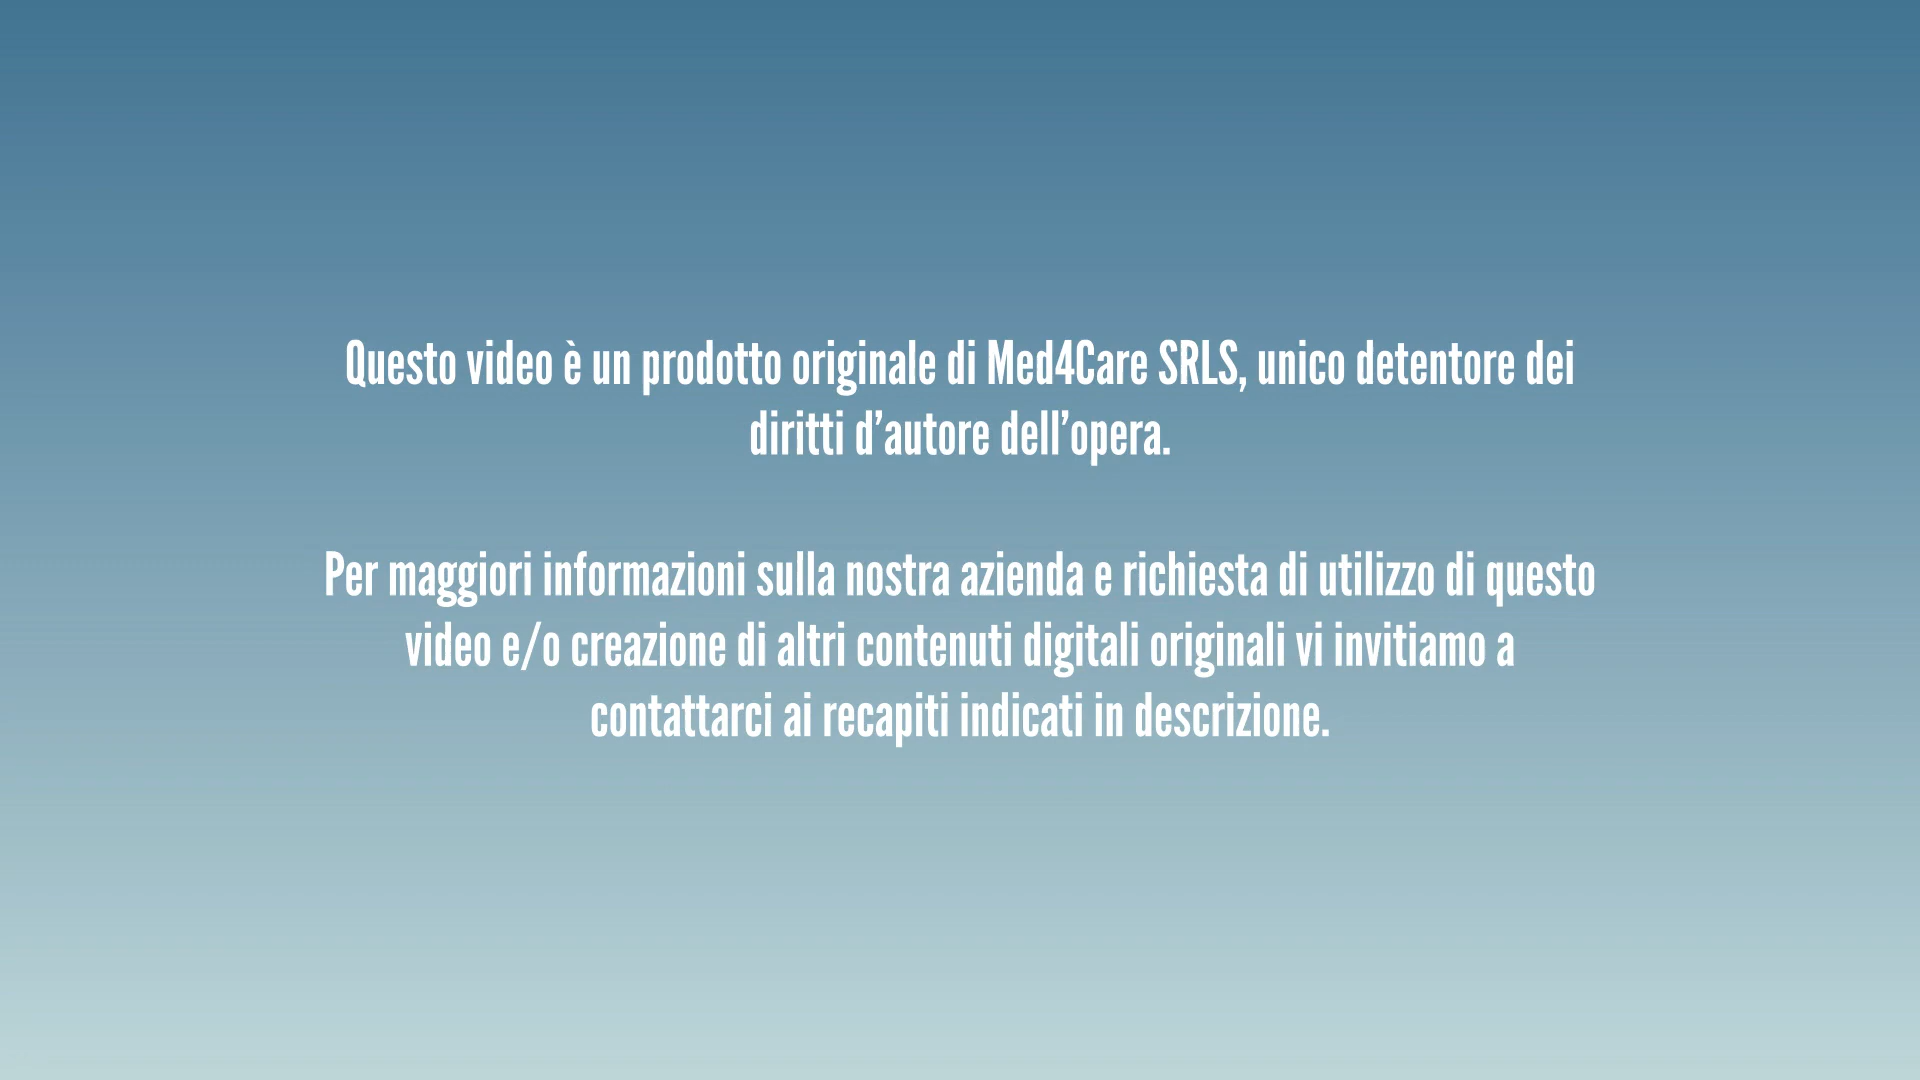 Questo video è un prodotto originale di Med4Care SRLS, unico detentore dei
diritti d’autore dell’opera.
Per maggiori informazioni sulla nostra azienda e richiesta di utilizzo di questo
video e/o creazione di altri contenuti digitali originali vi invitiamo a
contattarci ai recapiti indicati in descrizione.